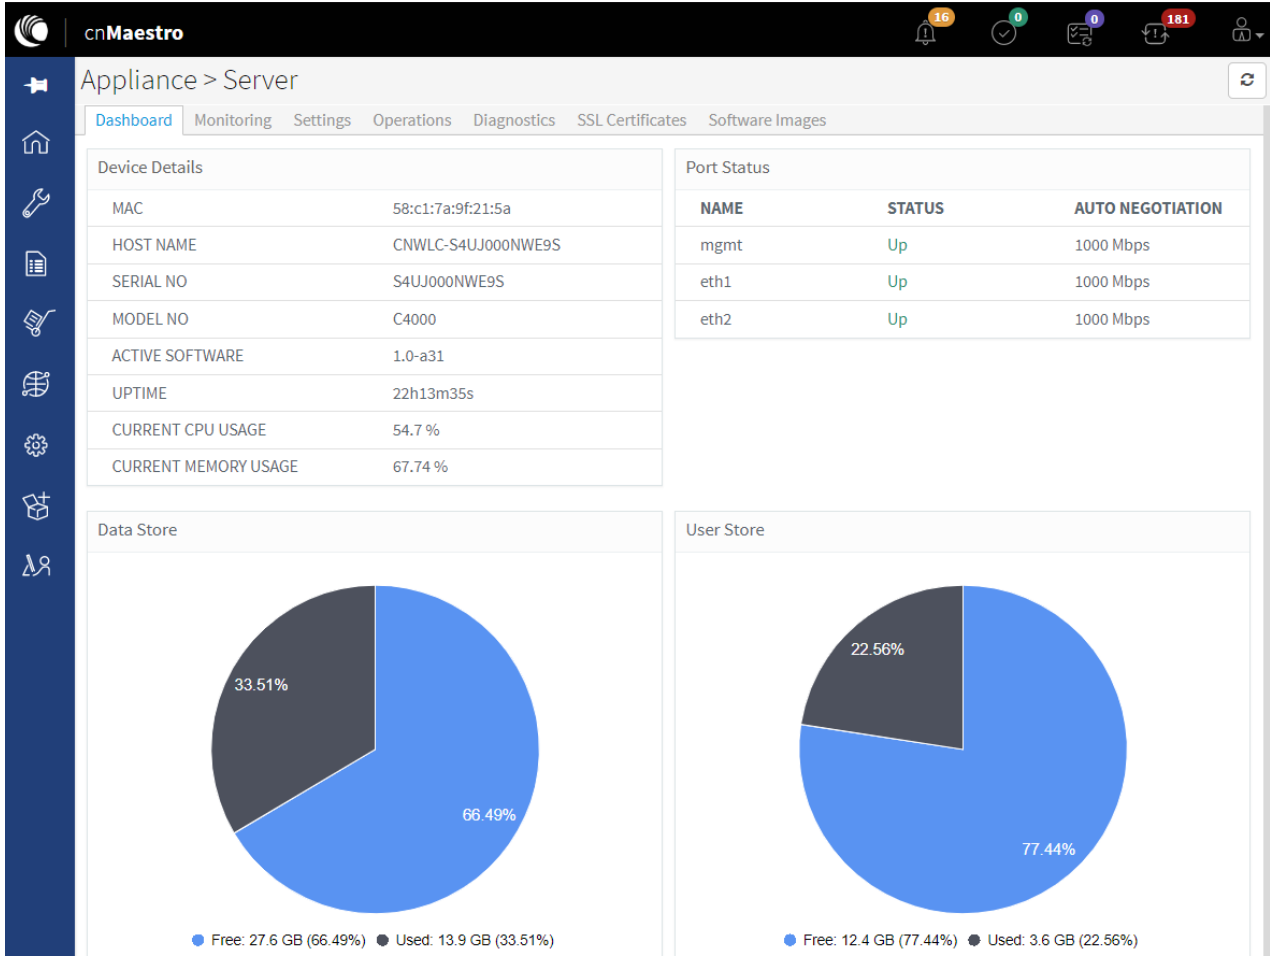 cnMaestro 16 0 0 181
Appliance > Server
Dashboard Monitoring Settings Operations Diagnostics SSL Certificates Software Images
Device Details
MAC 58:c1:7a:9f:21:5a
HOST NAME CNWLC-S4UJ000NWE9S
SERIAL NO S4UJ000NWE9S
MODEL NO C4000
ACTIVE SOFTWARE 1.0-a31
UPTIME 22h13m35s
CURRENT CPU USAGE 54.7 %
CURRENT MEMORY USAGE 67.74 %
Port Status
NAME STATUS AUTO NEGOTIATION
mgmt Up 1000 Mbps
eth1 Up 1000 Mbps
eth2 Up 1000 Mbps
Data Store
33.51%
66.49%
Free: 27.6 GB (66.49%) Used: 13.9 GB (33.51%)
User Store
22.56%
77.44%
Free: 12.4 GB (77.44%) Used: 3.6 GB (22.56%)